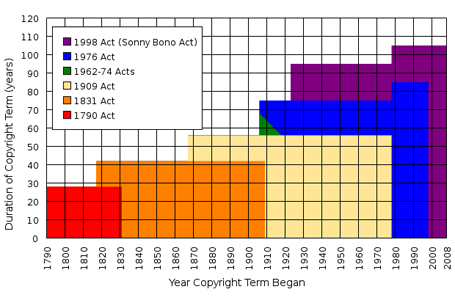 120
110
100
90
80
70
60
50
40
30
20
10
0
Duration of Copyright Term (years)
1998 Act (Sonny Bono Act)
1976 Act
1962-74 Acts
1909 Act
1831 Act
1790 Act
1790 1800 1810 1820 1830 1840 1850 1860 1870 1880 1890 1900 1910 1920 1930 1940 1950 1960 1970 1980 1990 2000 2008
Year Copyright Term Began